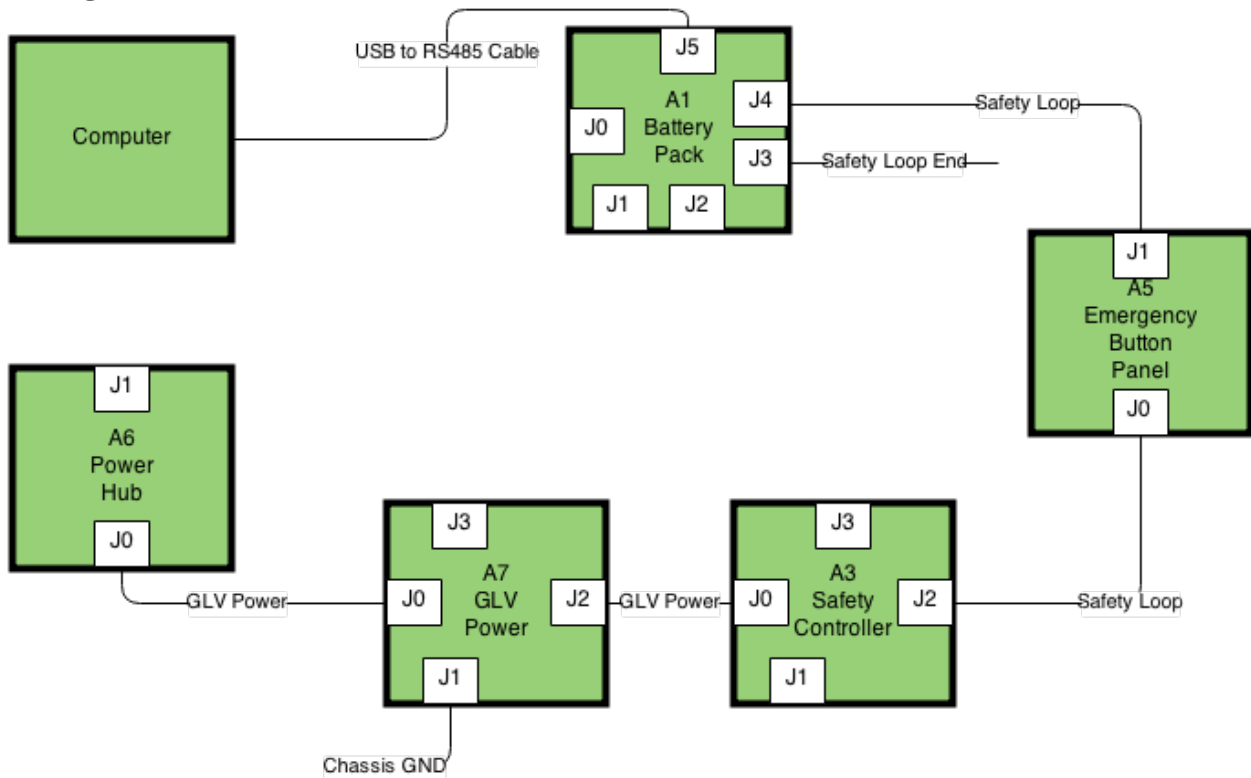 USB to RS485 Cable
J5
Computer
A1
Battery
Pack
J0
J4
J3
J1
J2
Safety Loop
Safety Loop End
J1
A5
Emergency
Button
Panel
J0
J1
A6
Power
Hub
J0
GLV Power
J3
A7
GLV
Power
J0
J2
J1
GLV Power
J3
A3
Safety
Controller
J0
J2
J1
Safety Loop
Chassis GND